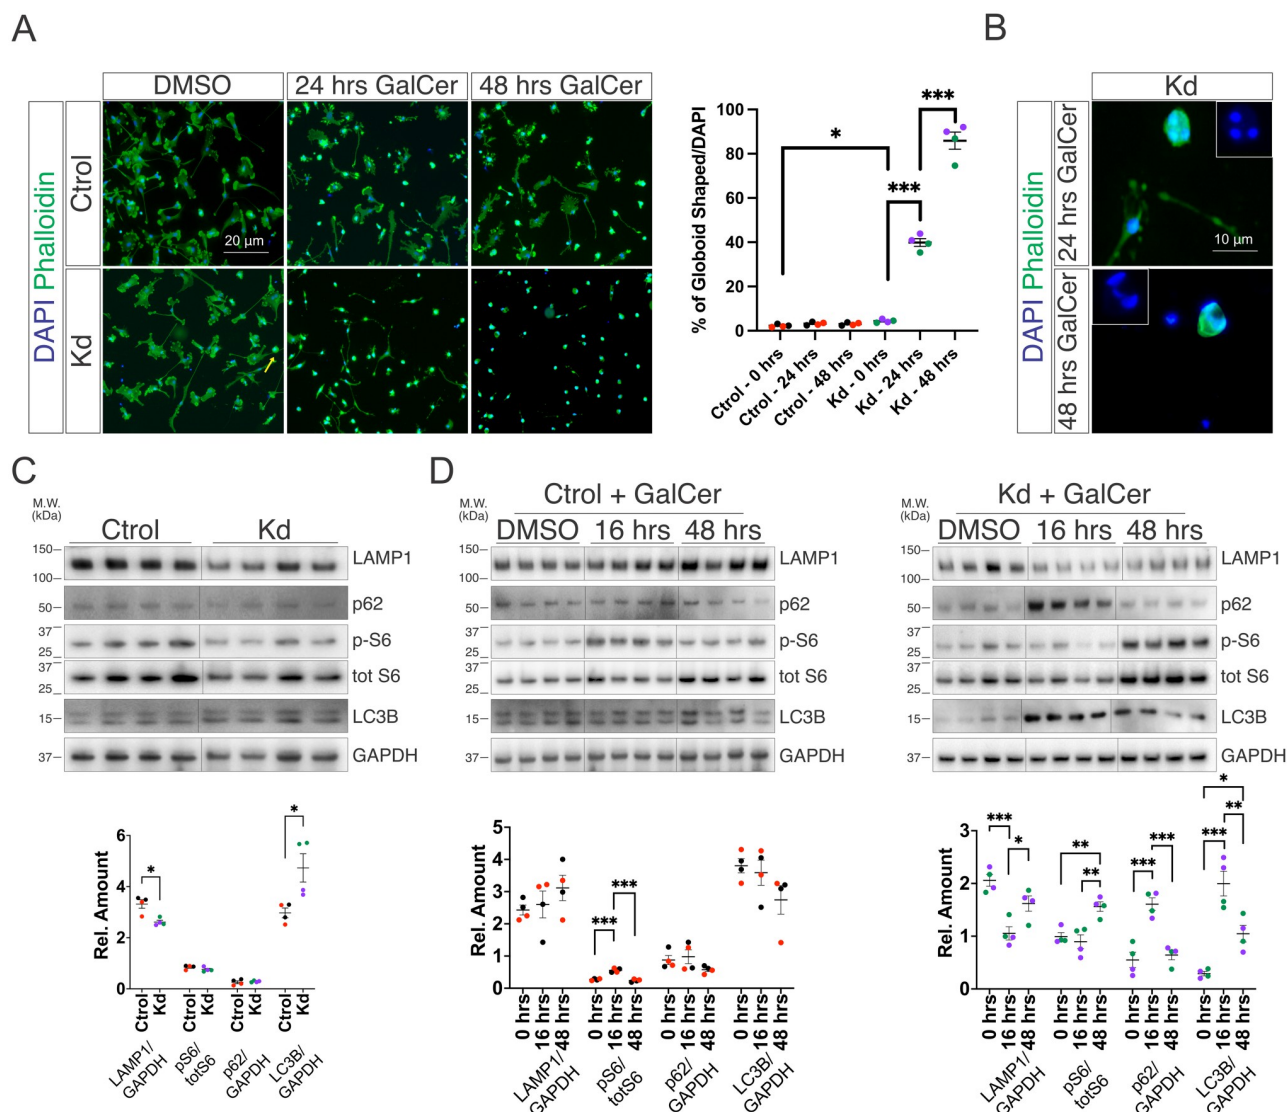 A
B
DMSO
24 hrs GalCer
48 hrs GalCer
DAPI Phalloidin
Ctrol
Kd
20 µm
% of Globoid Shaped/DAPI
100
80
60
40
20
0
*
***
***
Ctrol - 0 hrs
Ctrol - 24 hrs
Ctrol - 48 hrs
Kd - 0 hrs
Kd - 24 hrs
Kd - 48 hrs
Kd
DAPI Phalloidin
24 hrs GalCer
48 hrs GalCer
10 µm
C
M.W.
(kDa)
Ctrol
Kd
150
100
LAMP1
50
p62
37
25
p-S6
37
25
tot S6
15
LC3B
37
GAPDH
Rel. Amount
6
4
2
0
*
*
Ctrol
Kd
Ctrol
Kd
Ctrol
Kd
Ctrol
Kd
LAMP1/
GAPDH
pS6/
totS6
p62/
GAPDH
LC3B/
GAPDH
D
Ctrol + GalCer
M.W.
(kDa)
DMSO
16 hrs
48 hrs
150
100
LAMP1
50
p62
37
25
p-S6
37
25
tot S6
15
LC3B
37
GAPDH
Rel. Amount
5
4
3
2
1
0
***
***
0 hrs
16 hrs
48 hrs
0 hrs
16 hrs
48 hrs
0 hrs
16 hrs
48 hrs
0 hrs
16 hrs
48 hrs
LAMP1/
GAPDH
pS6/
totS6
p62/
GAPDH
LC3B/
GAPDH
Kd + GalCer
M.W.
(kDa)
DMSO
16 hrs
48 hrs
150
100
LAMP1
50
p62
37
25
p-S6
37
25
tot S6
15
LC3B
37
GAPDH
Rel. Amount
3
2
1
0
***
*
**
**
***
***
*
**
***
0 hrs
16 hrs
48 hrs
0 hrs
16 hrs
48 hrs
0 hrs
16 hrs
48 hrs
0 hrs
16 hrs
48 hrs
LAMP1/
GAPDH
pS6/
totS6
p62/
GAPDH
LC3B/
GAPDH